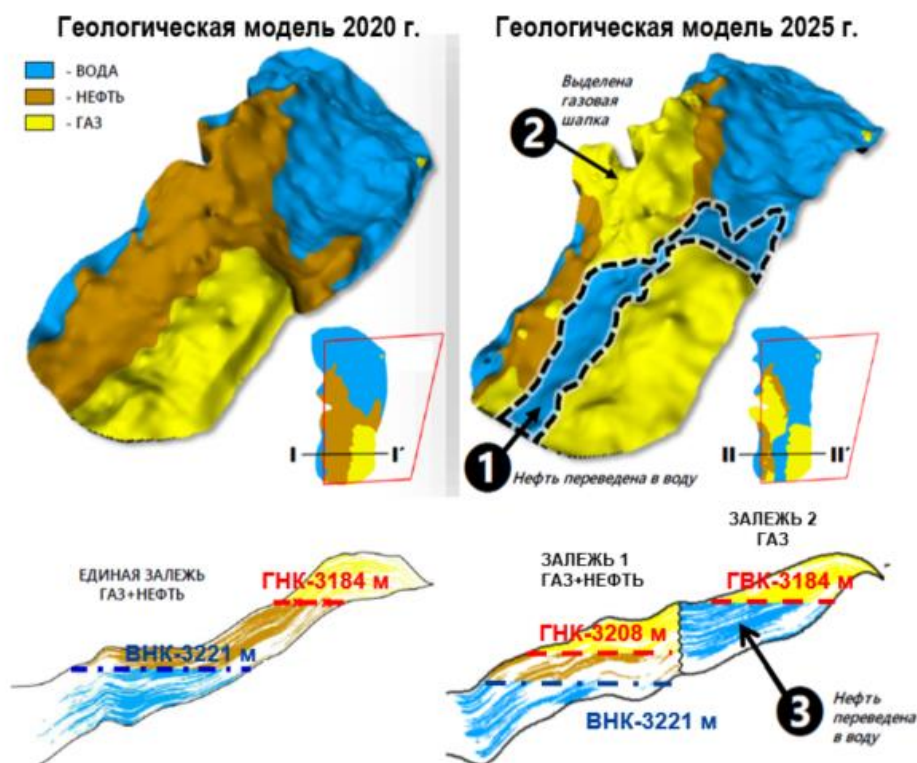 Геологическая модель 2020 г.
- ВОДА
- НЕФТЬ
- ГАЗ
I I'
Геологическая модель 2025 г.
Выделена
газовая
шапка
2
1
Нефть переведена в воду
II II'
ЕДИНАЯ ЗАЛЕЖЬ
ГАЗ+НЕФТЬ
ГНК-3184 м
ВНК-3221 м
ЗАЛЕЖЬ 1
ГАЗ+НЕФТЬ
ЗАЛЕЖЬ 2
ГАЗ
ГНК-3208 м
ГВК-3184 м
ВНК-3221 м
3
Нефть
переведена
в воду